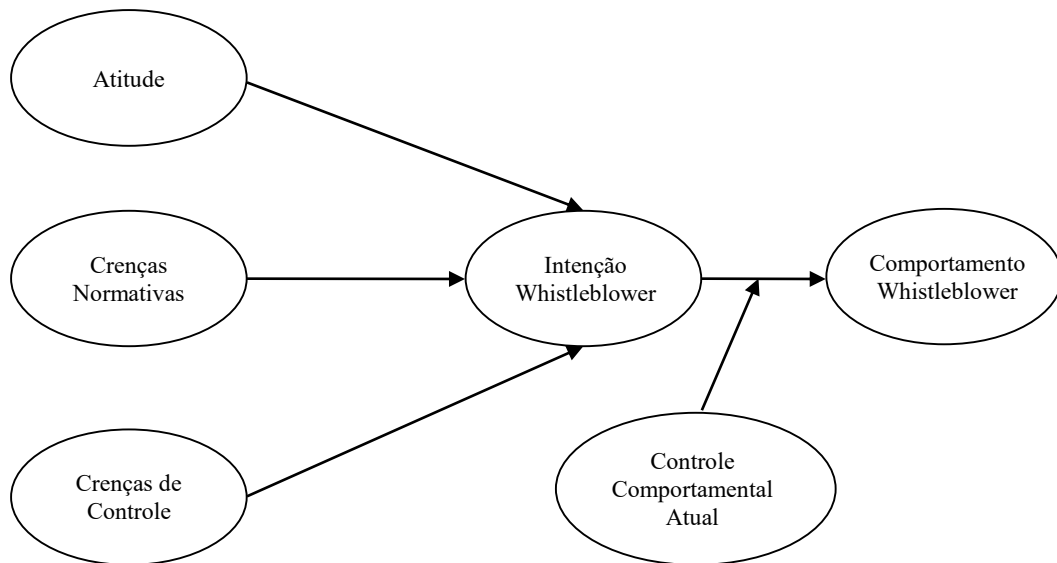 Atitude
Crenças
Normativas
Intenção
Whistleblower
Comportamento
Whistleblower
Crenças de
Controle
Controle
Comportamental
Atual